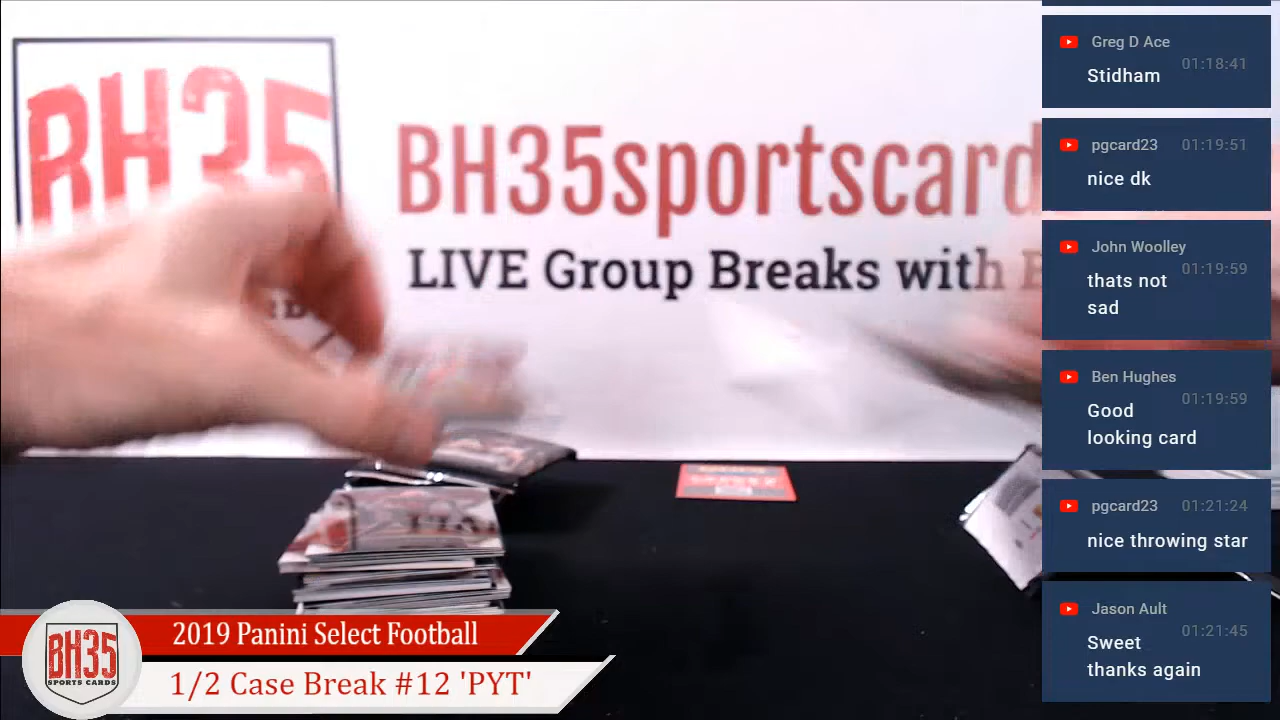 BH35
BH35sportscard
LIVE Group Breaks with
Greg D Ace
01:18:41
Stidham
pgcard23 01:19:51
nice dk
John Woolley
01:19:59
thats not
sad
Ben Hughes
01:19:59
Good
looking card
pgcard23 01:21:24
nice throwing star
Jason Ault
01:21:45
Sweet
thanks again
BH35
SPORTS CARDS
2019 Panini Select Football
1/2 Case Break #12 'PYT'